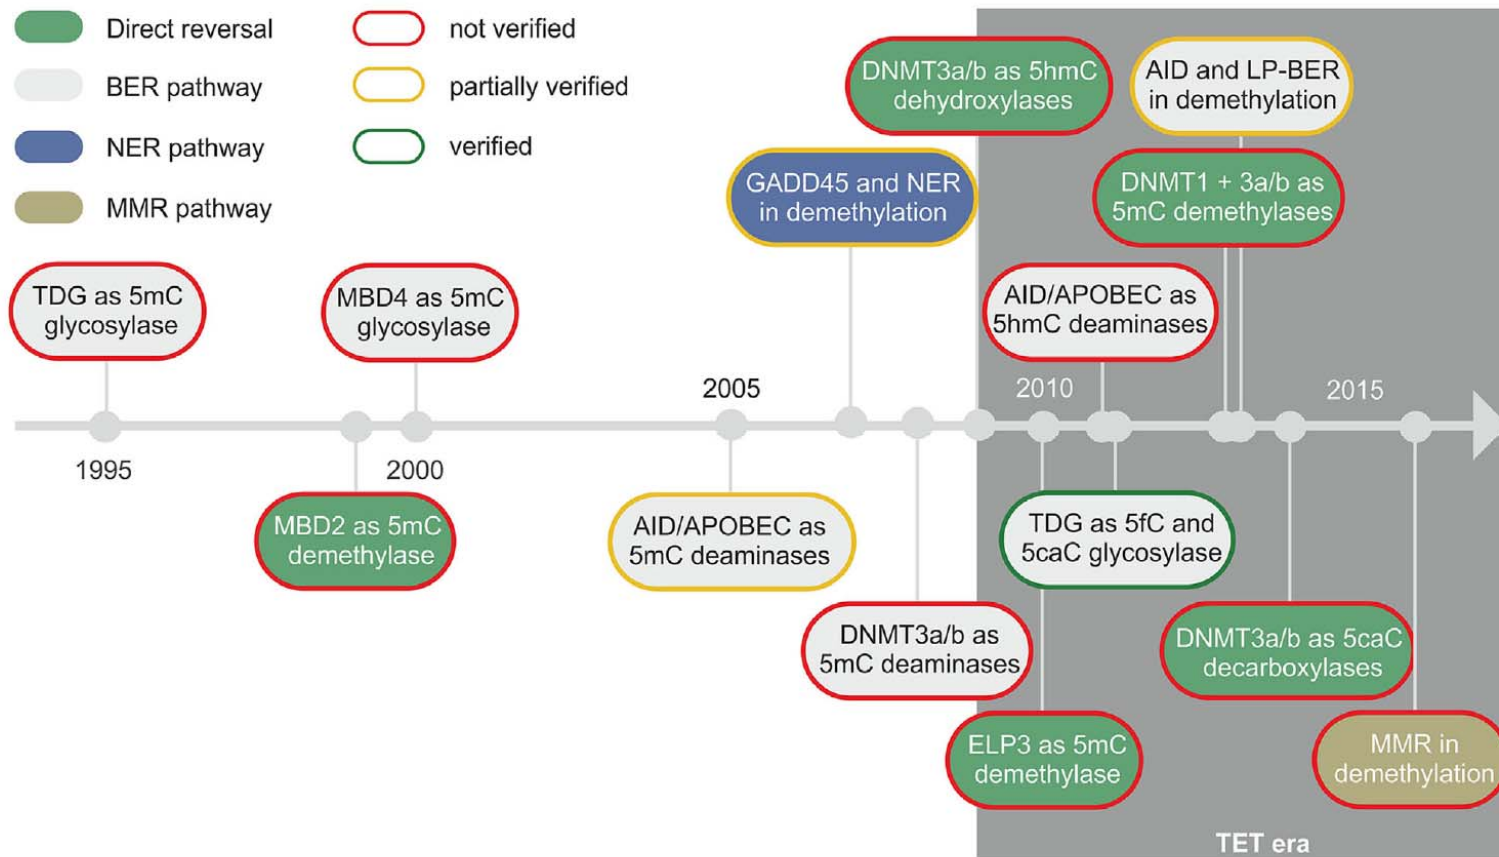 Direct reversal
BER pathway
NER pathway
MMR pathway
not verified
partially verified
verified
DNMT3a/b as 5hmC
dehydroxylases
AID and LP-BER
in demethylation
GADD45 and NER
in demethylation
DNMT1 + 3a/b as
5mC demethylases
TDG as 5mC
glycosylase
MBD4 as 5mC
glycosylase
AID/APOBEC as
5hmC deaminases
2005
2010
2015
1995
2000
MBD2 as 5mC
demethylase
AID/APOBEC as
5mC deaminases
TDG as 5fC and
5caC glycosylase
DNMT3a/b as
5mC deaminases
DNMT3a/b as 5caC
decarboxylases
ELP3 as 5mC
demethylase
MMR in
demethylation
TET era